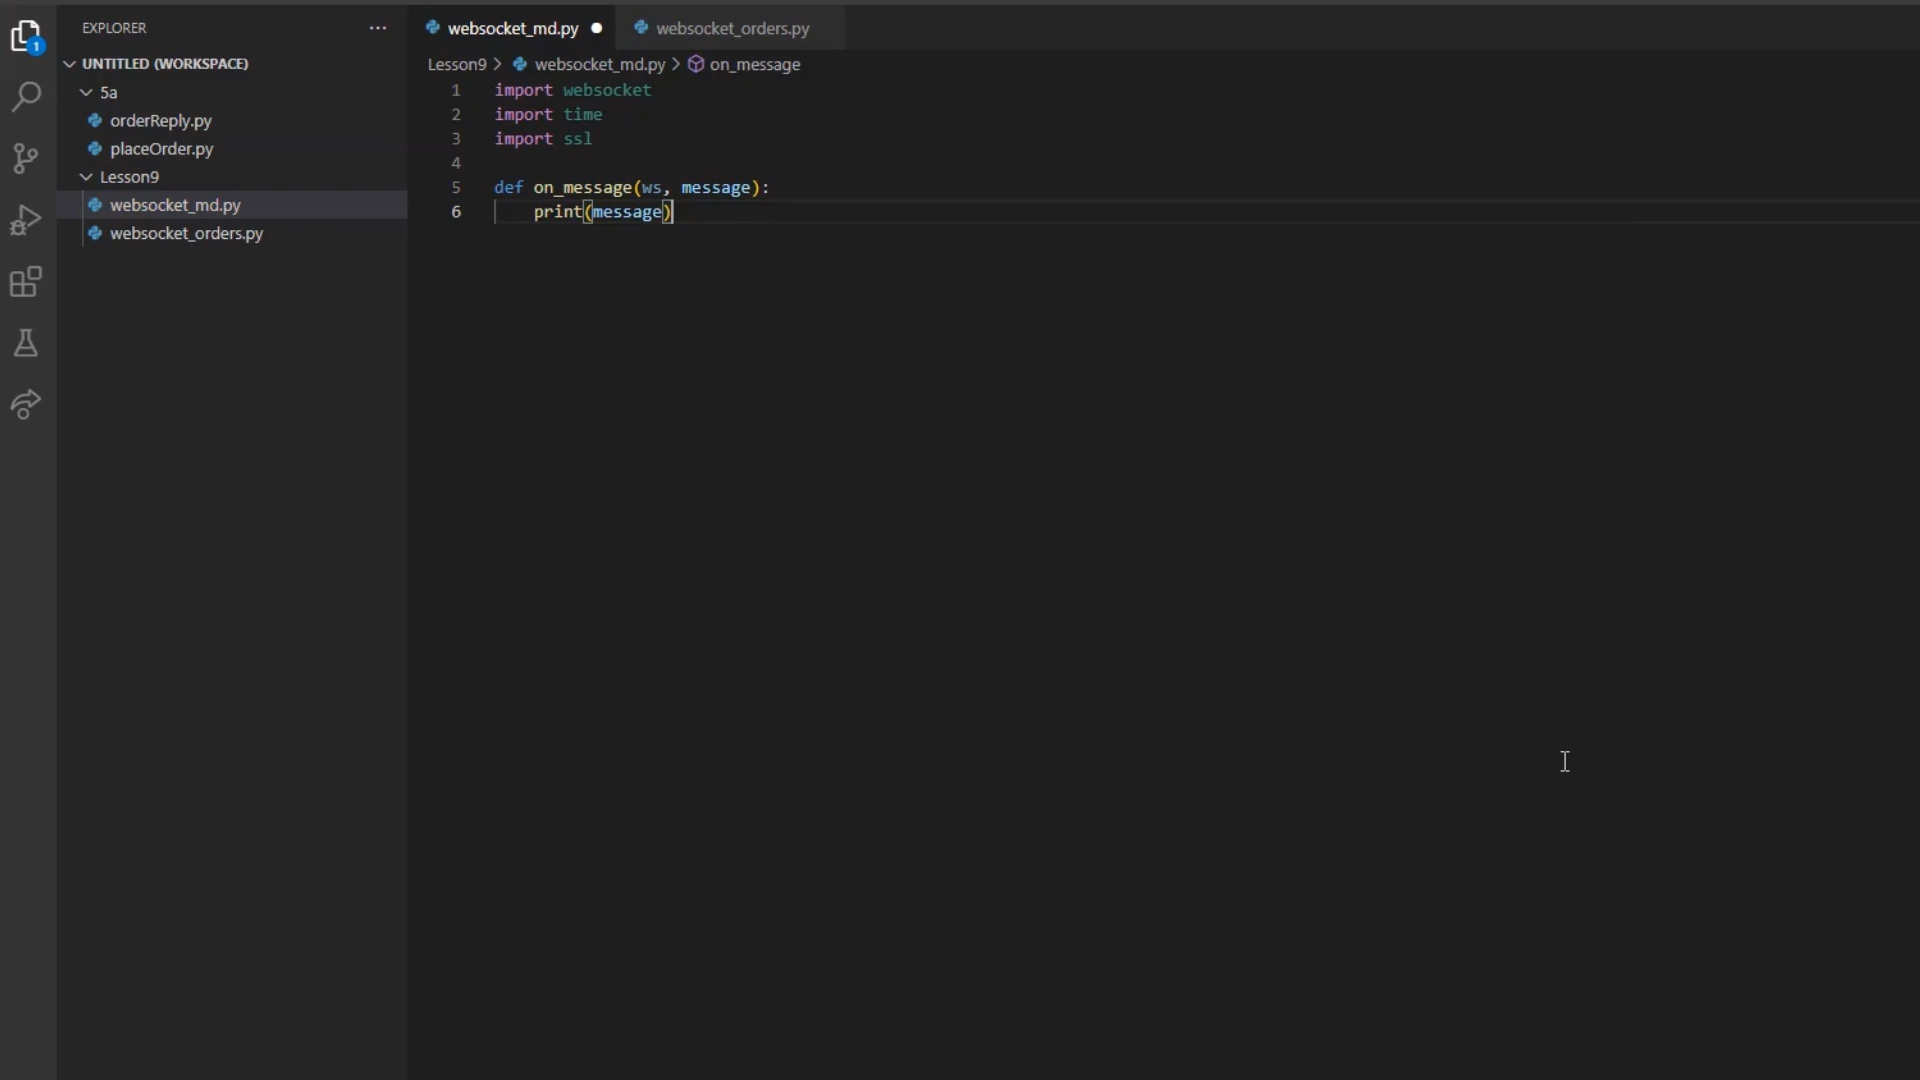 EXPLORER
1
UNTITLED (WORKSPACE)
5a
orderReply.py
placeOrder.py
Lesson9
websocket_md.py
websocket_orders.py
websocket_md.py
websocket_orders.py
Lesson9 > websocket_md.py > on_message
1 import websocket
2 import time
3 import ssl
4
5 def on_message(ws, message):
6 print(message)